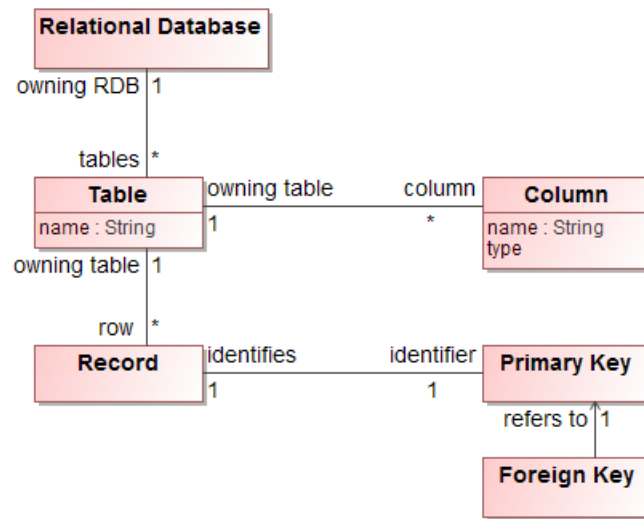 Relational Database
owning RDB 1
tables *
Table
name : String
owning table column
1 *
Column
name : String
type
owning table 1
row *
Record
identifies identifier
1 1
Primary Key
refers to 1
Foreign Key